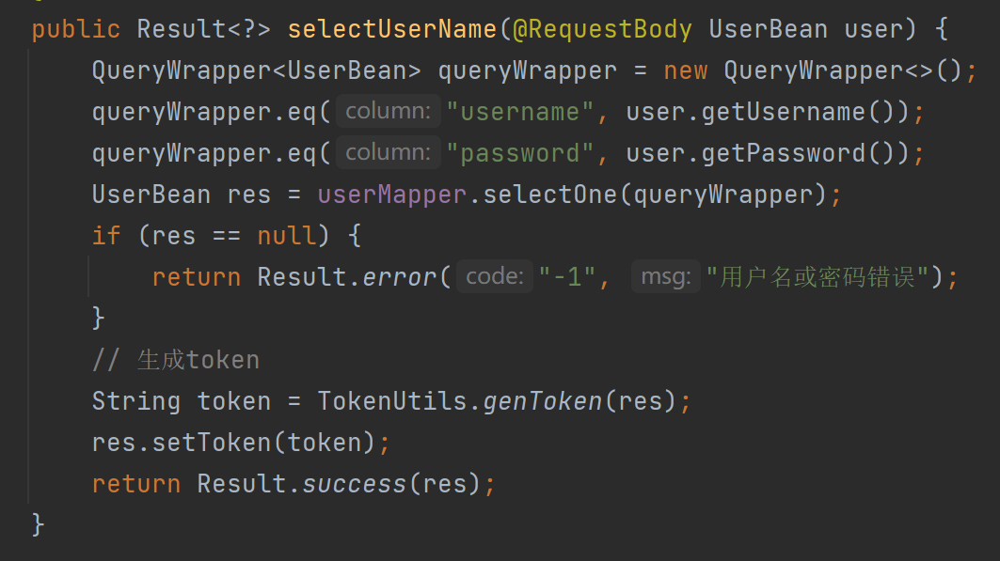 public Result<?> selectUserName(@RequestBody UserBean user) {
QueryWrapper<UserBean> queryWrapper = new QueryWrapper<>();
queryWrapper.eq( column: "username", user.getUsername());
queryWrapper.eq( column: "password", user.getPassword());
UserBean res = userMapper.selectOne(queryWrapper);
if (res == null) {
return Result.error( code: "-1", msg: "用户名或密码错误");
}
// 生成token
String token = TokenUtils.genToken(res);
res.setToken(token);
return Result.success(res);
}